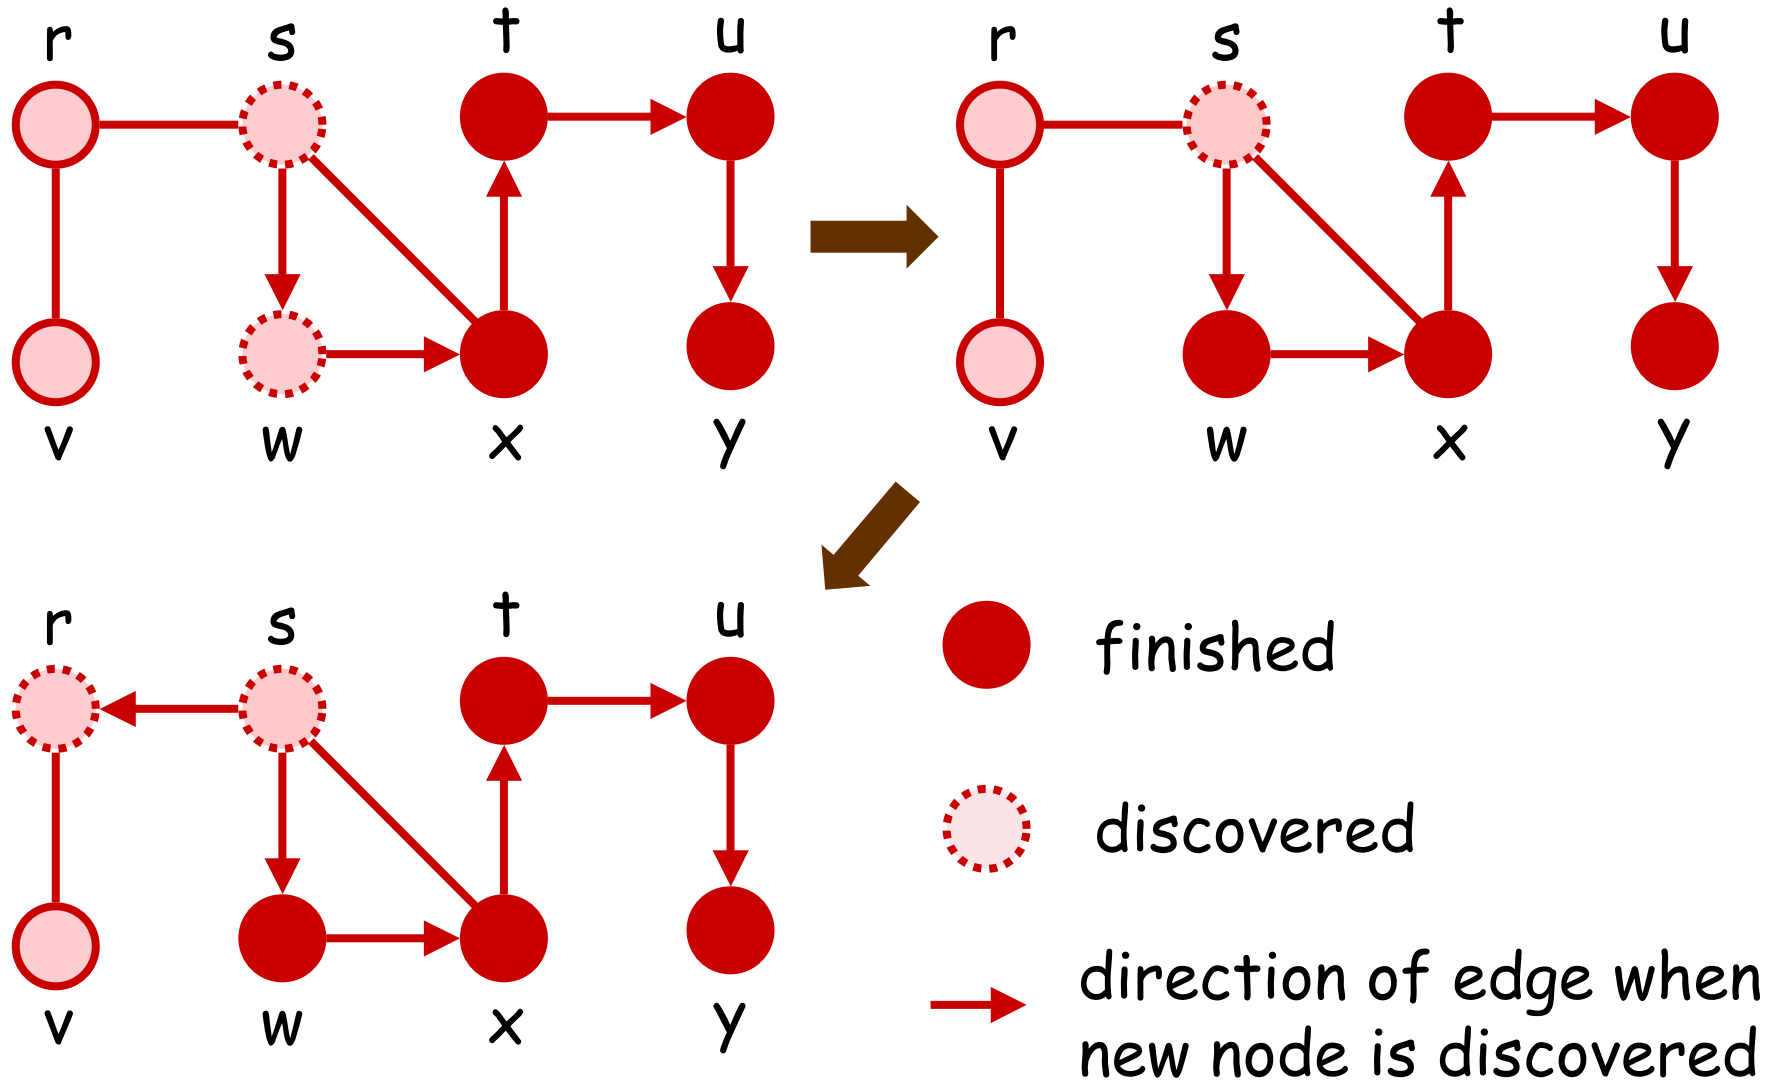 r s t u
v w x y
r s t u
v w x y
r s t u
v w x y
finished
discovered
direction of edge when
new node is discovered